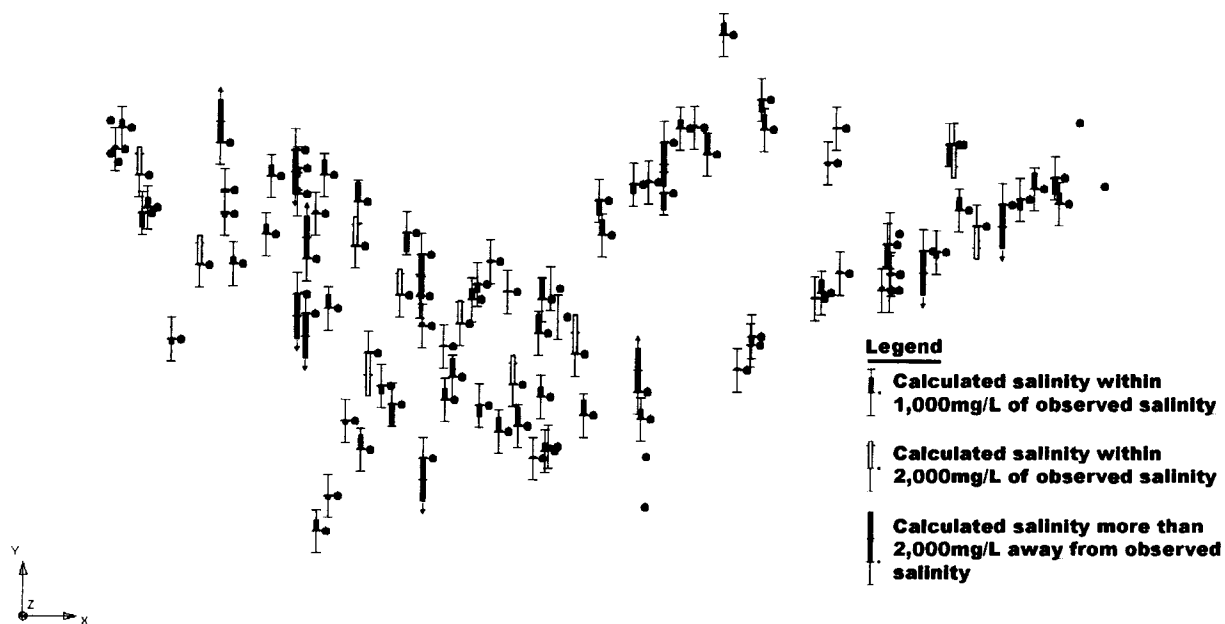 Legend
Calculated salinity within
1,000mg/L of observed salinity
Calculated salinity within
2,000mg/L of observed salinity
Calculated salinity more than
2,000mg/L away from observed
salinity
Y
Z
X